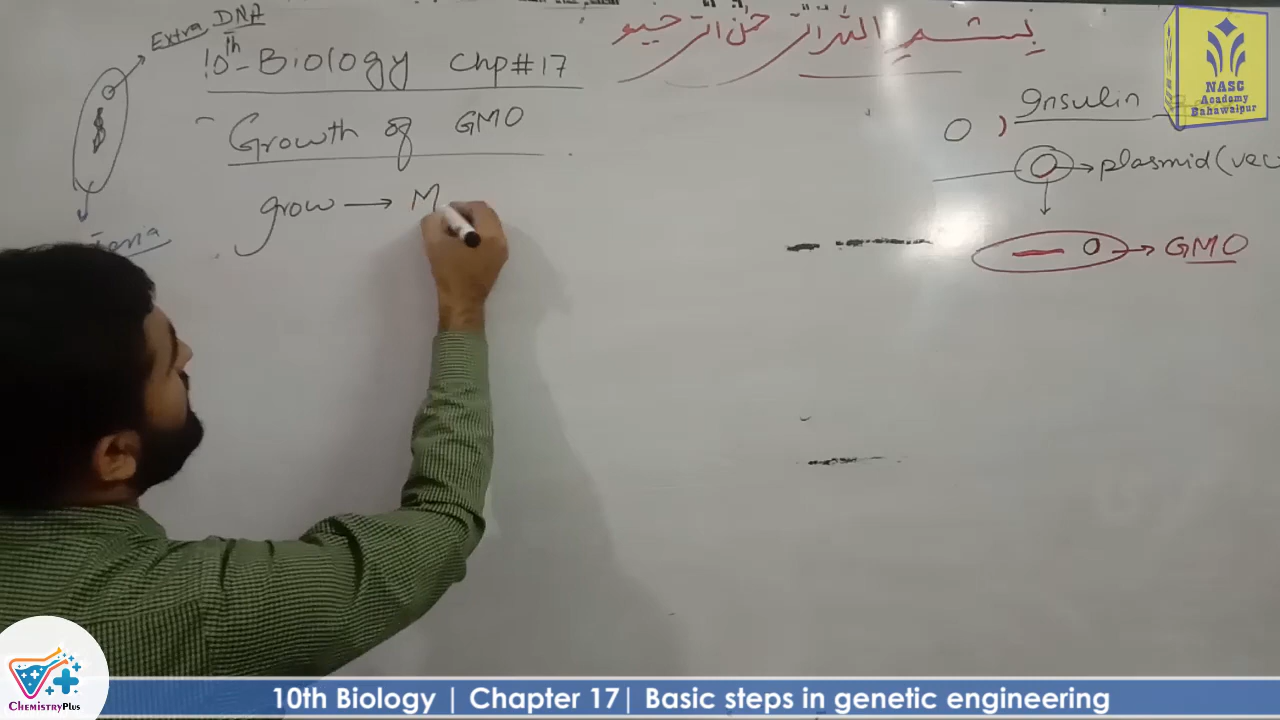 Extra DNA
10th - Biology Chp#17
Growth of GMO
grow → M
بسم اللہ الرحمن الرحیم
Insulin
plasmid(vec
GMO
NASC
Academy
Bahawalpur
ChemistryPlus
10th Biology | Chapter 17| Basic steps in genetic engineering